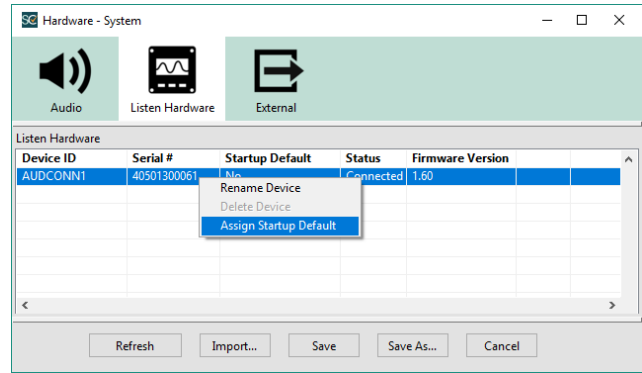 SC Hardware - System
Audio Listen Hardware External
Listen Hardware
Device ID Serial # Startup Default Status Firmware Version
AUDCONN1 40501300061 No Connected 1.60
Rename Device
Delete Device
Assign Startup Default
Refresh Import... Save Save As... Cancel